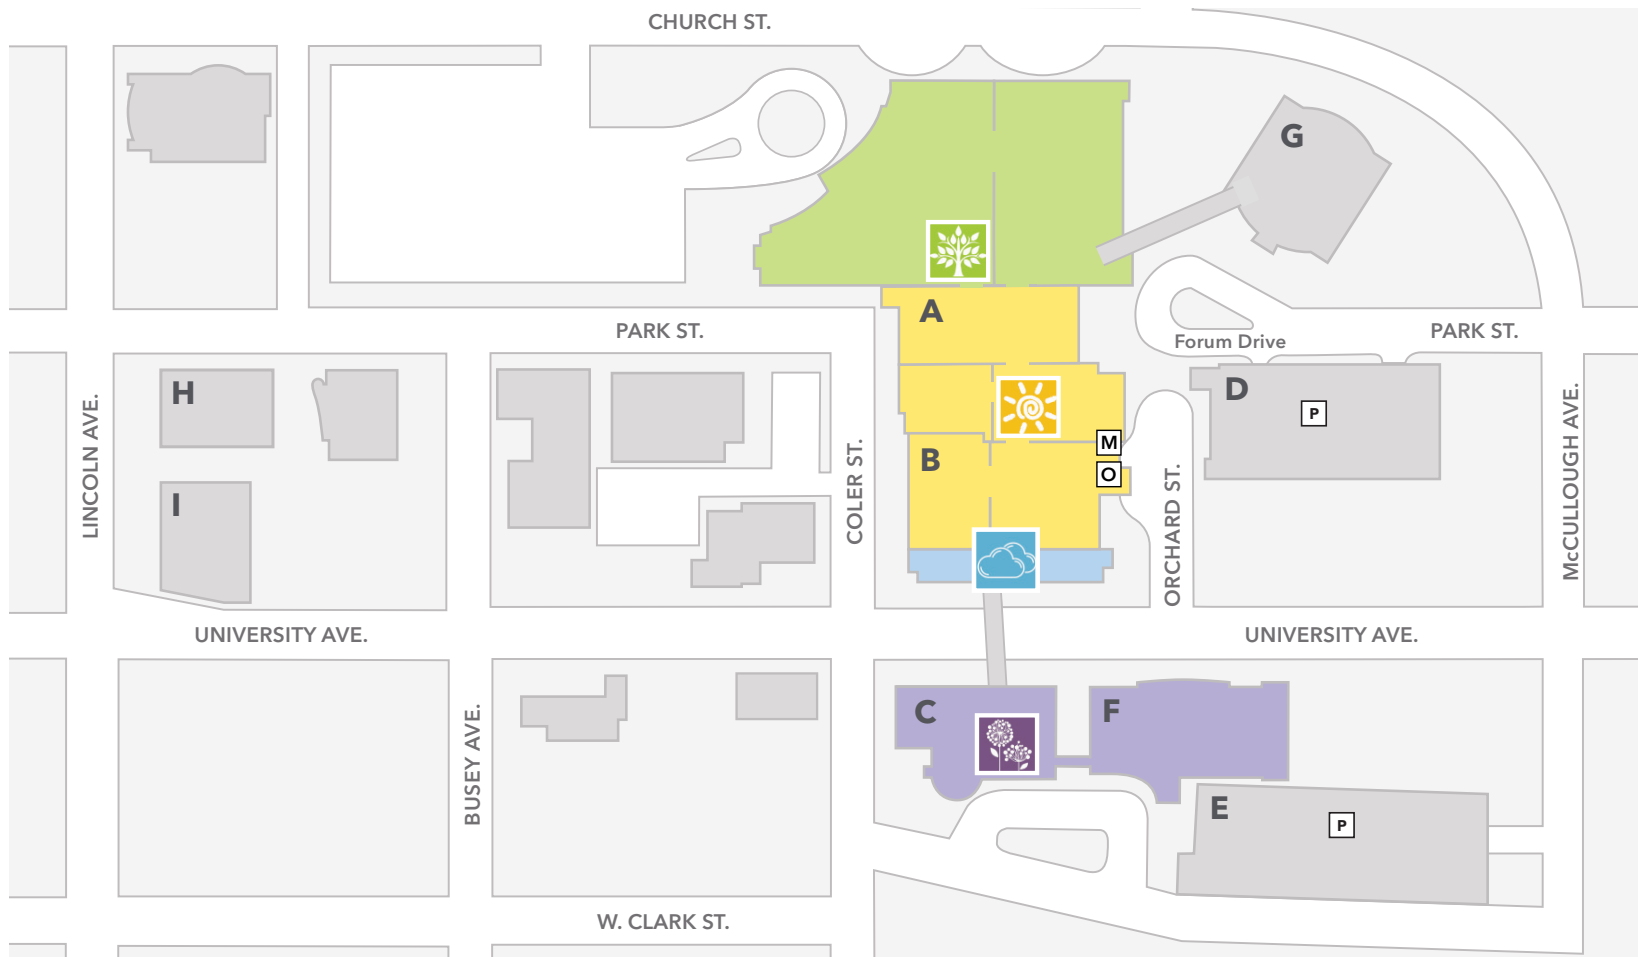 CHURCH ST.
G
A
PARK ST.
PARK ST.
Forum Drive
H
D
P
LINCOLN AVE.
McCULLOUGH AVE.
M
B
COLER ST.
O
ORCHARD ST.
I
UNIVERSITY AVE.
UNIVERSITY AVE.
C
F
BUSEY AVE.
E
P
W. CLARK ST.